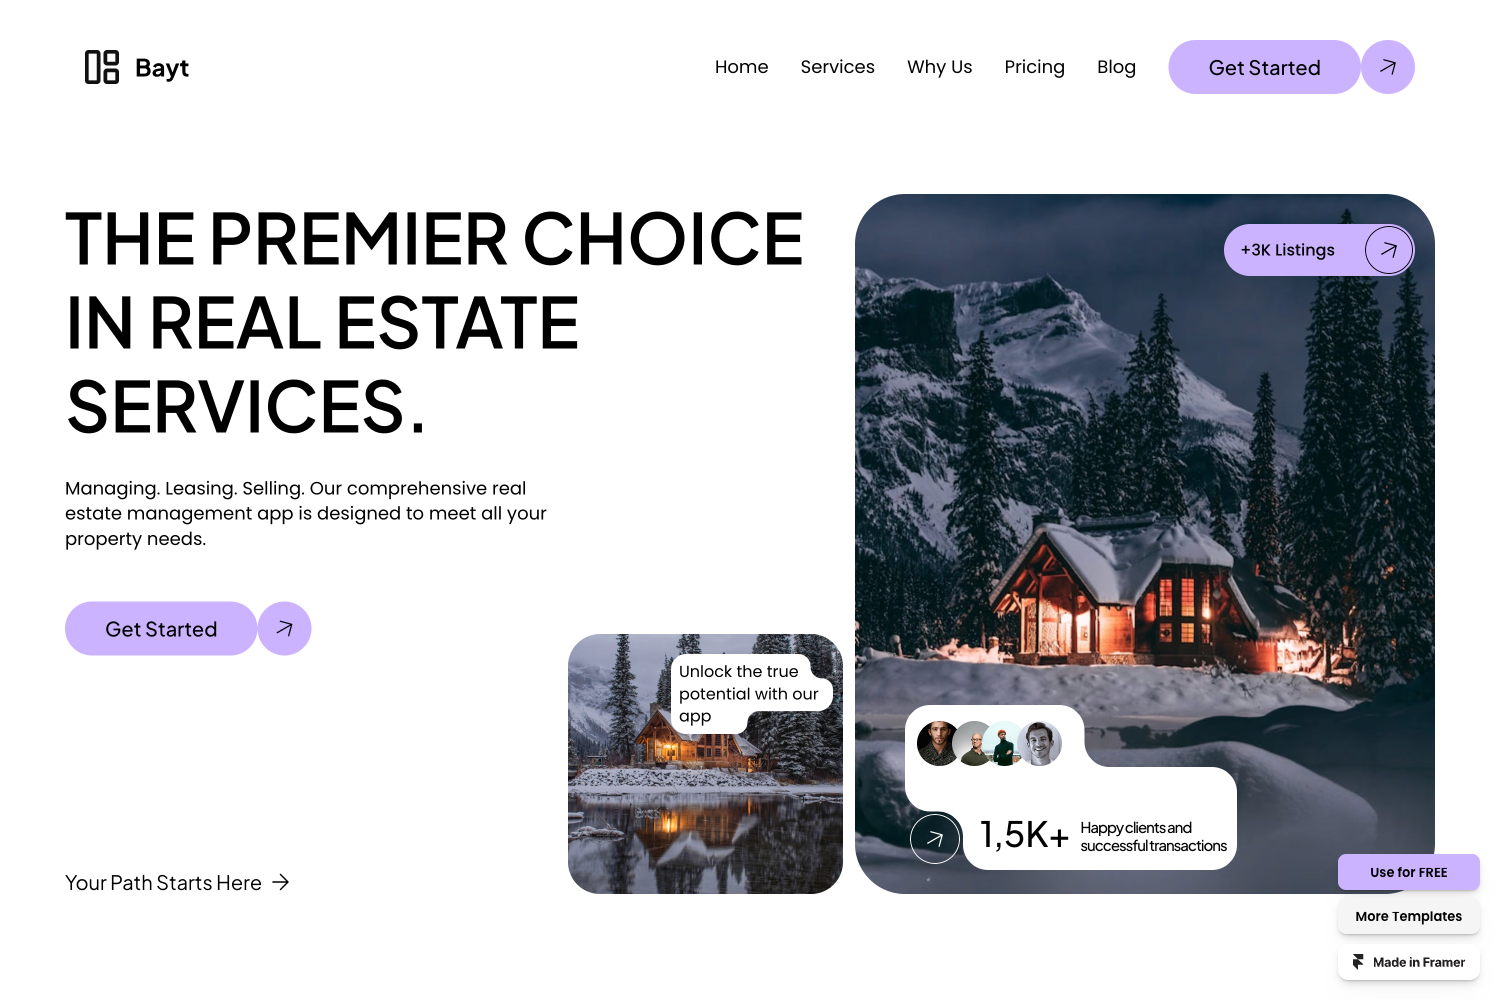 Bayt
Home
Services
Why Us
Pricing
Blog
Get Started
THE PREMIER CHOICE
IN REAL ESTATE
SERVICES.
Managing. Leasing. Selling. Our comprehensive real
estate management app is designed to meet all your
property needs.
Get Started
Your Path Starts Here
Unlock the true
potential with our
app
+3K Listings
1,5K+
Happy clients and
successful transactions
Use for FREE
More Templates
Made in Framer